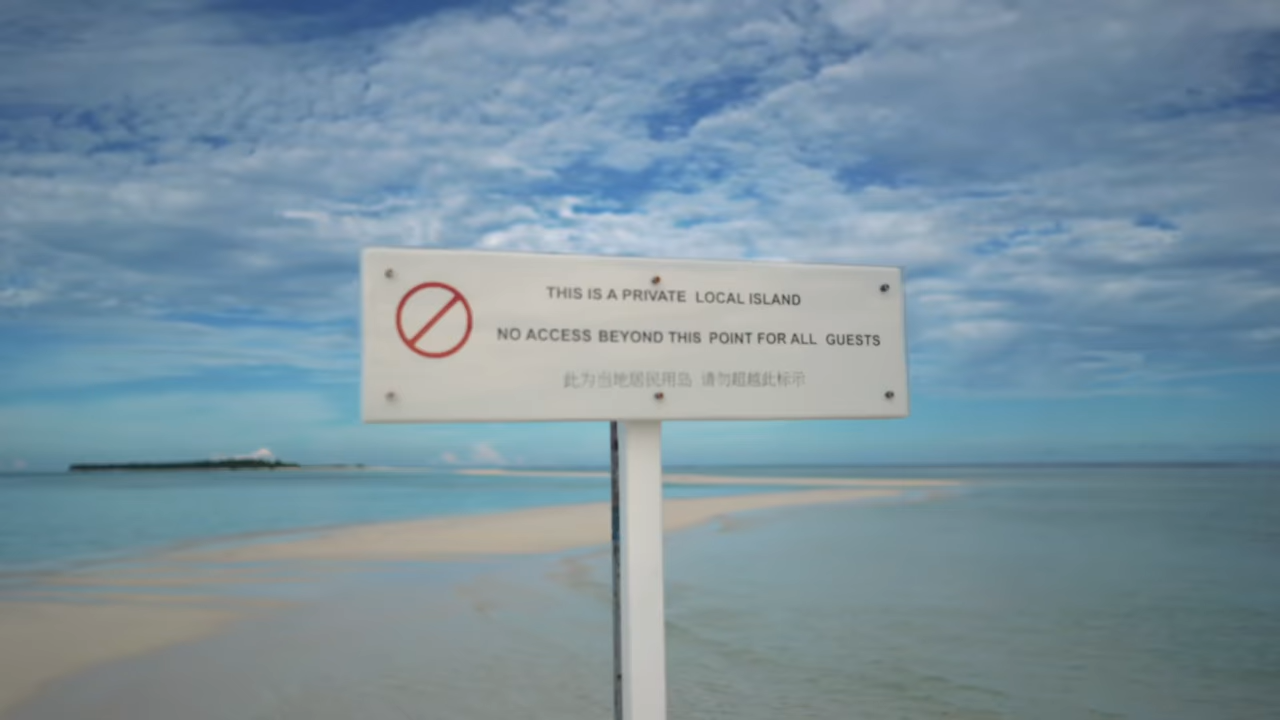 THIS IS A PRIVATE LOCAL ISLAND
NO ACCESS BEYOND THIS POINT FOR ALL GUESTS
此为当地居民用岛 请勿超越此标示